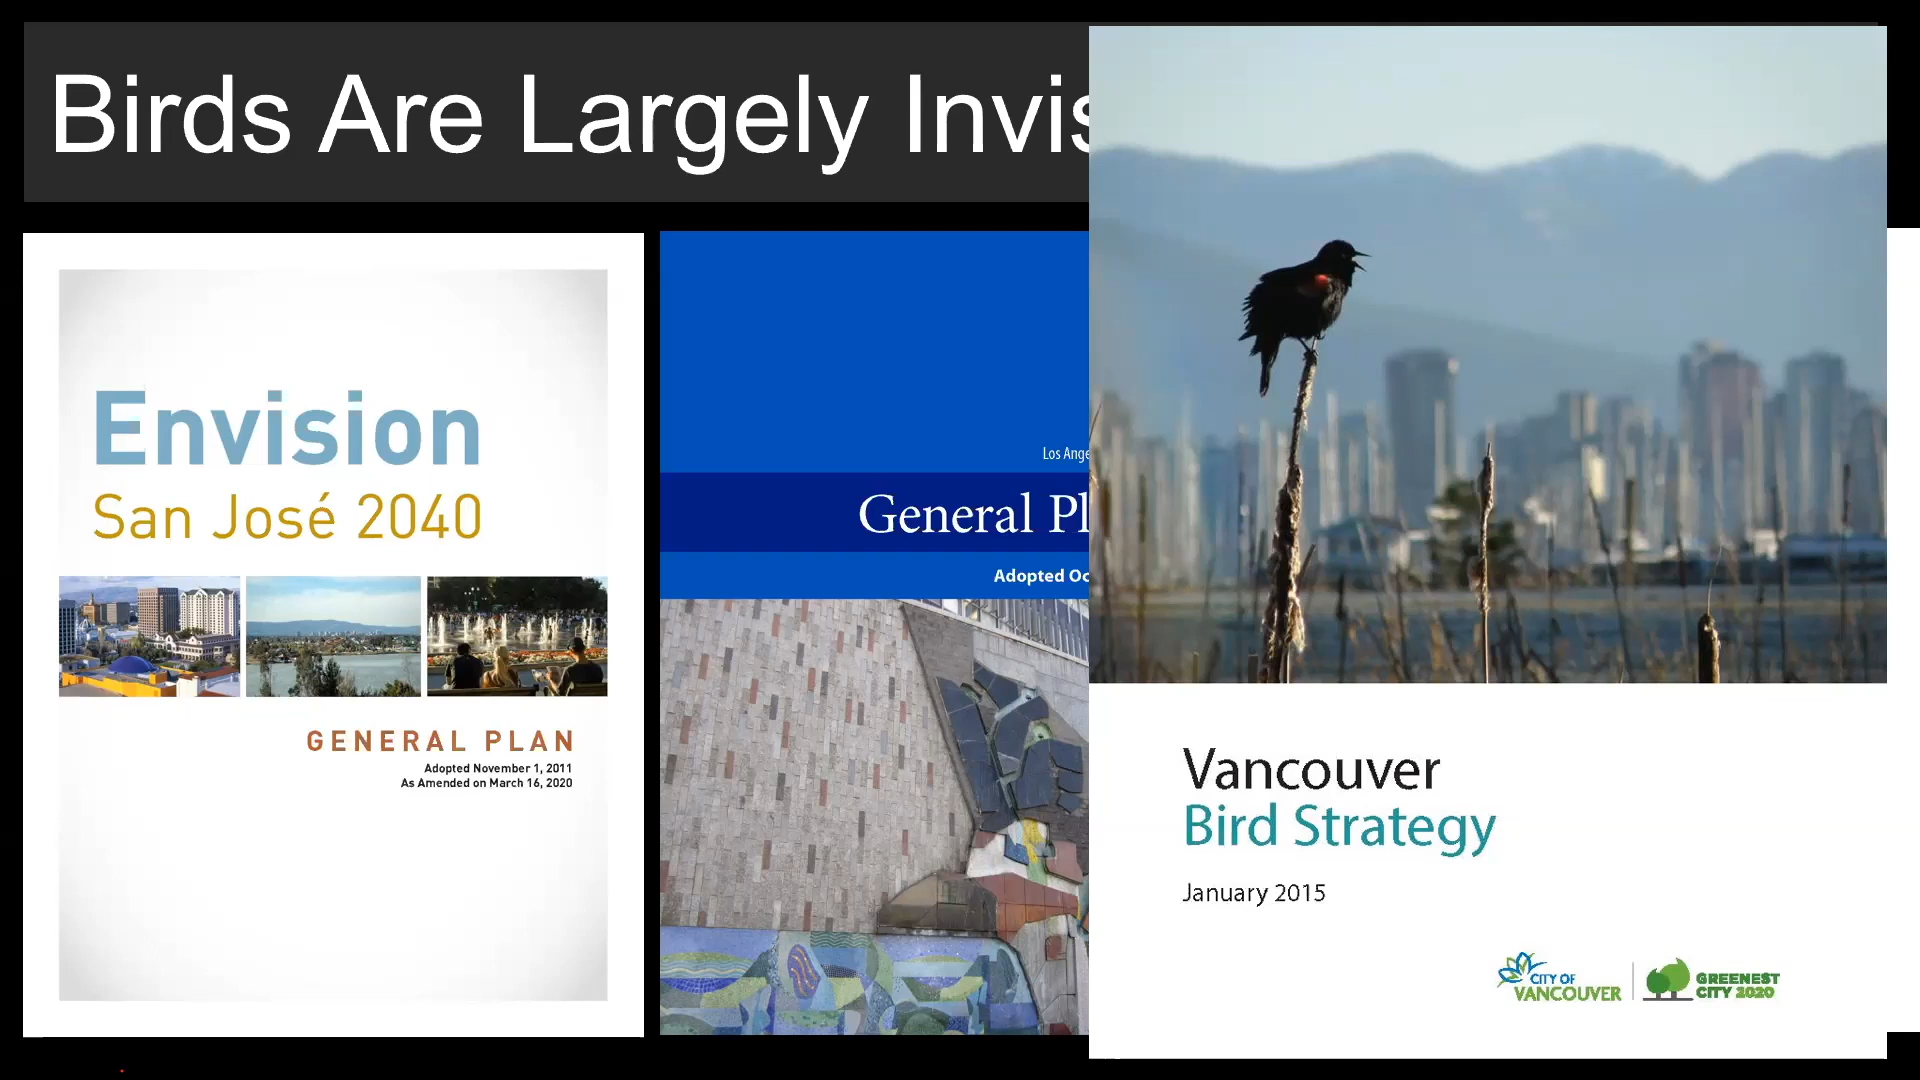 Birds Are Largely Invis
Envision
San José 2040
GENERAL PLAN
Adopted November 1, 2011
As Amended on March 16, 2020
Los Ange
General Pl
Adopted Oc
Vancouver
Bird Strategy
January 2015
CITY OF
VANCOUVER
GREENEST
CITY 2020